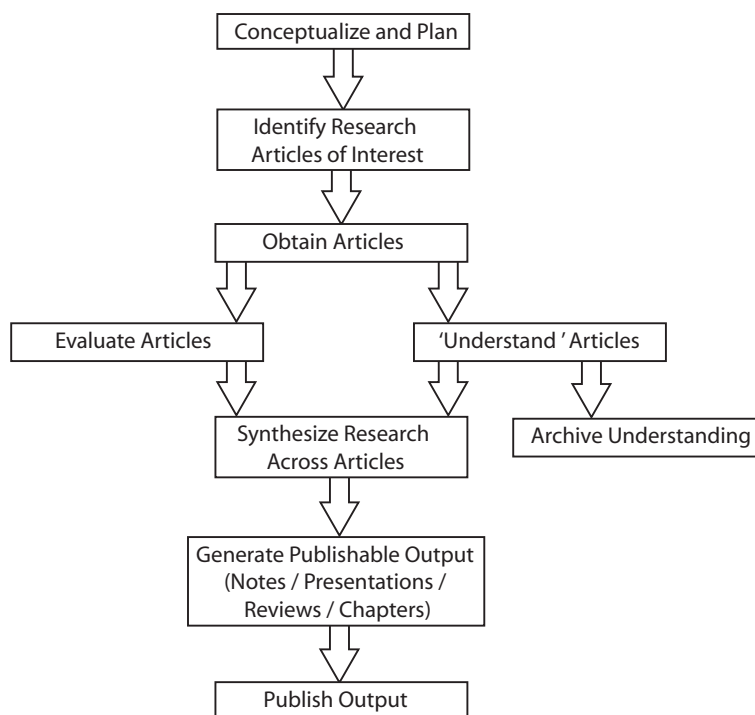 Conceptualize and Plan
Identify Research
Articles of Interest
Obtain Articles
Evaluate Articles
‘Understand ’ Articles
Synthesize Research
Across Articles
Archive Understanding
Generate Publishable Output
(Notes / Presentations /
Reviews / Chapters)
Publish Output